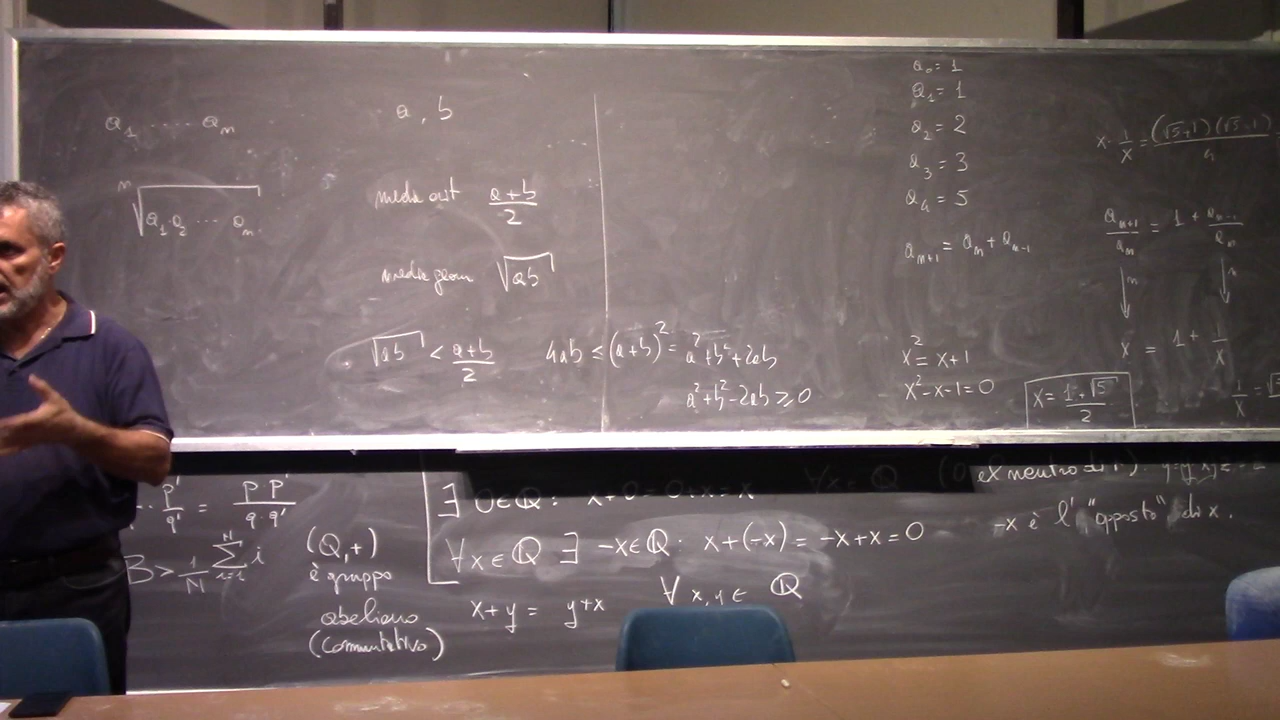 a₁ ..... aₙ
ⁿ√(a₁·a₂ ... aₙ)
a, b
media arit (a+b)/2
media geom √(ab)
√(ab) < (a+b)/2
4ab ≤ (a+b)² = a²+b²+2ab
a²+b²-2ab ≥ 0
a₀ = 1
a₁ = 1
a₂ = 2
a₃ = 3
a₄ = 5
aₙ₊₁ = aₙ + aₙ₋₁
x² = x+1
x²-x-1=0
x = (1+√5)/2
x · 1/x = (√5+1)(√5-1)/4
aₙ₊₁/aₙ = 1 + aₙ₋₁/aₙ
↓n ↓n
x = 1 + 1/x
1/x = √5
· p'/q' = p·p'/q·q'
B > 1/N ∑ᵢ₌₁ᴺ i
(Q,+)
è gruppo
abeliano
(commutativo)
∃ 0∈ℚ: x+0=0+x=x ∀x∈ℚ
∀x∈ℚ ∃ -x∈ℚ: x+(-x) = -x+x=0
x+y = y+x ∀x,y ∈ ℚ
-x è l'"opposto" di x.